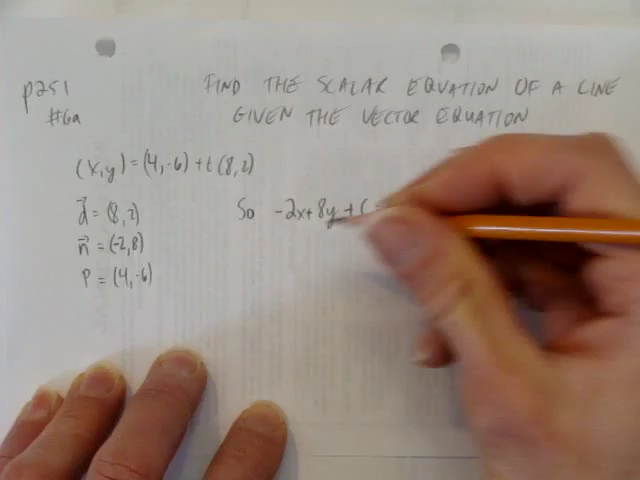 p251
#6a
FIND THE SCALAR EQUATION OF A LINE
GIVEN THE VECTOR EQUATION
(x,y) = (4,-6) + t(8,2)
d⃗ = (8,2)
n⃗ = (-2,8)
P = (4,-6)
So -2x+8y+C